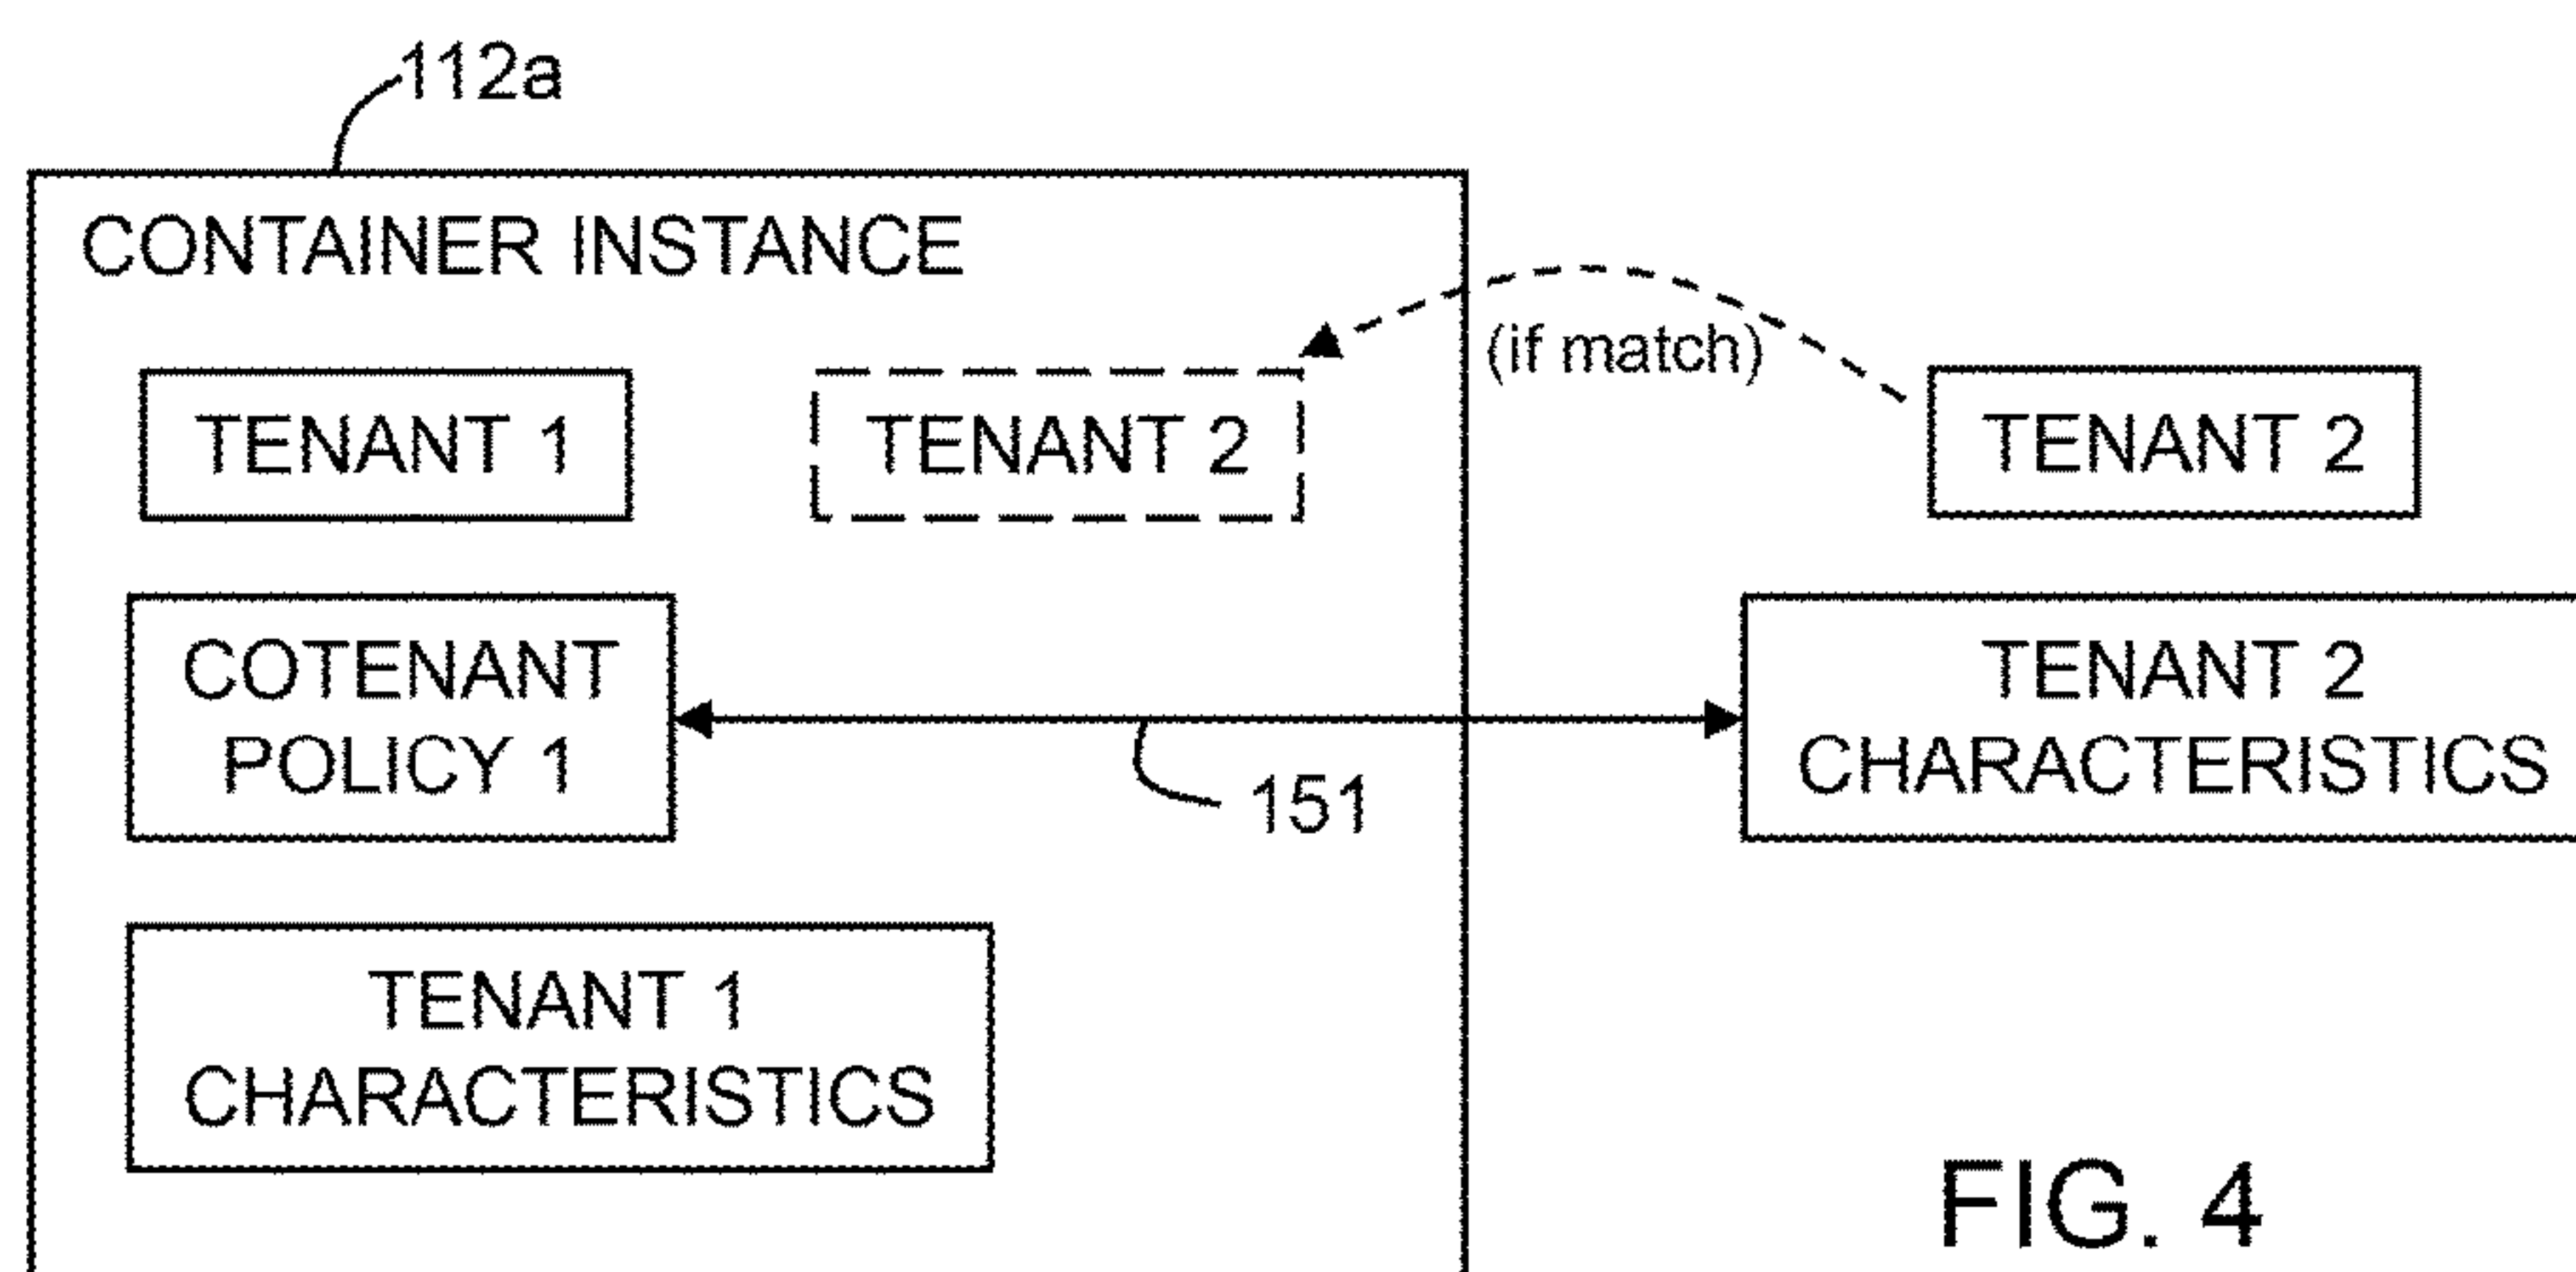 112a
CONTAINER INSTANCE
(if match)
TENANT 1
TENANT 2
TENANT 2
COTENANT
POLICY 1
TENANT 2
CHARACTERISTICS
151
TENANT 1
CHARACTERISTICS
FIG. 4